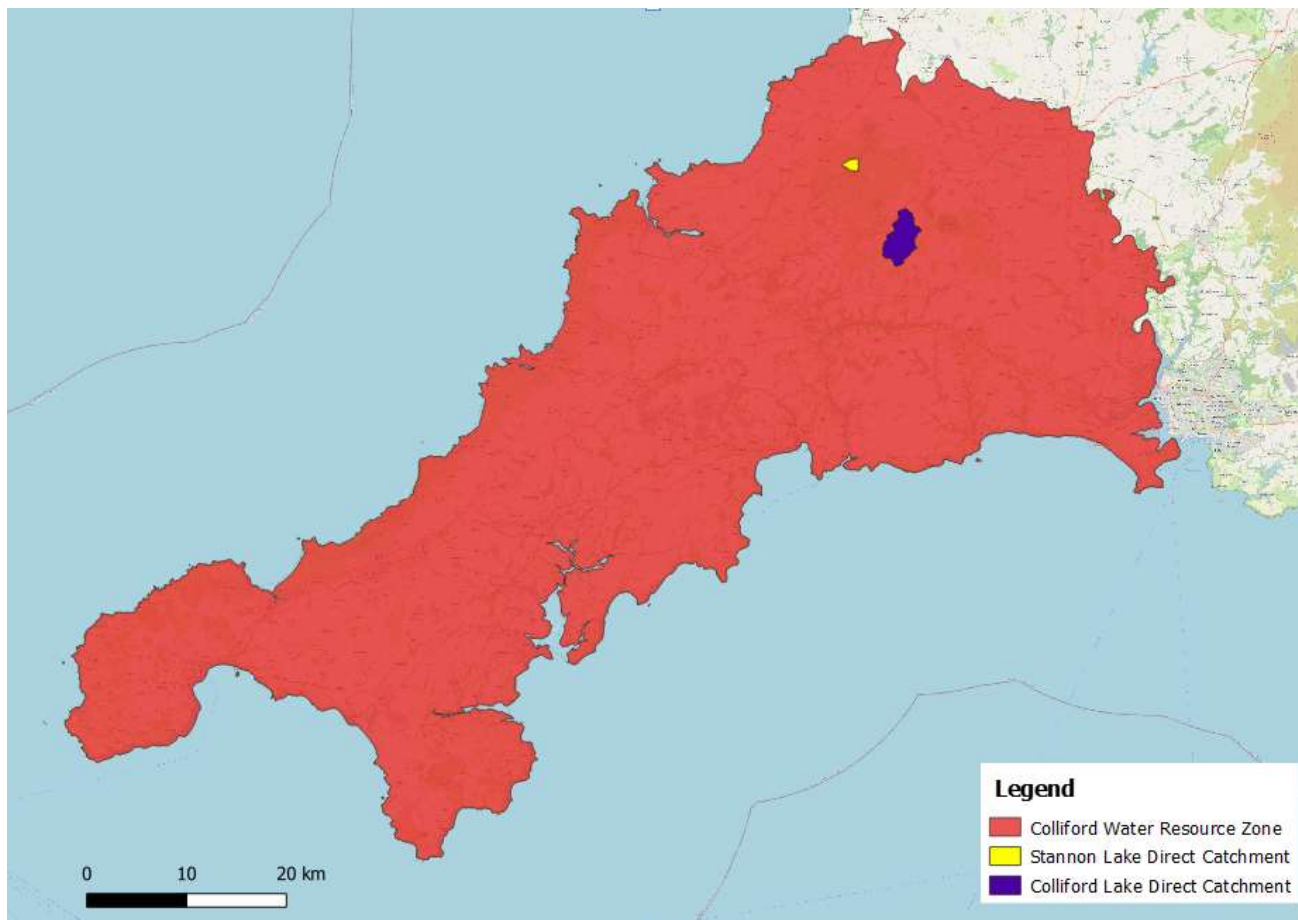 Legend
Colliford Water Resource Zone
Stannon Lake Direct Catchment
Colliford Lake Direct Catchment
0 10 20 km